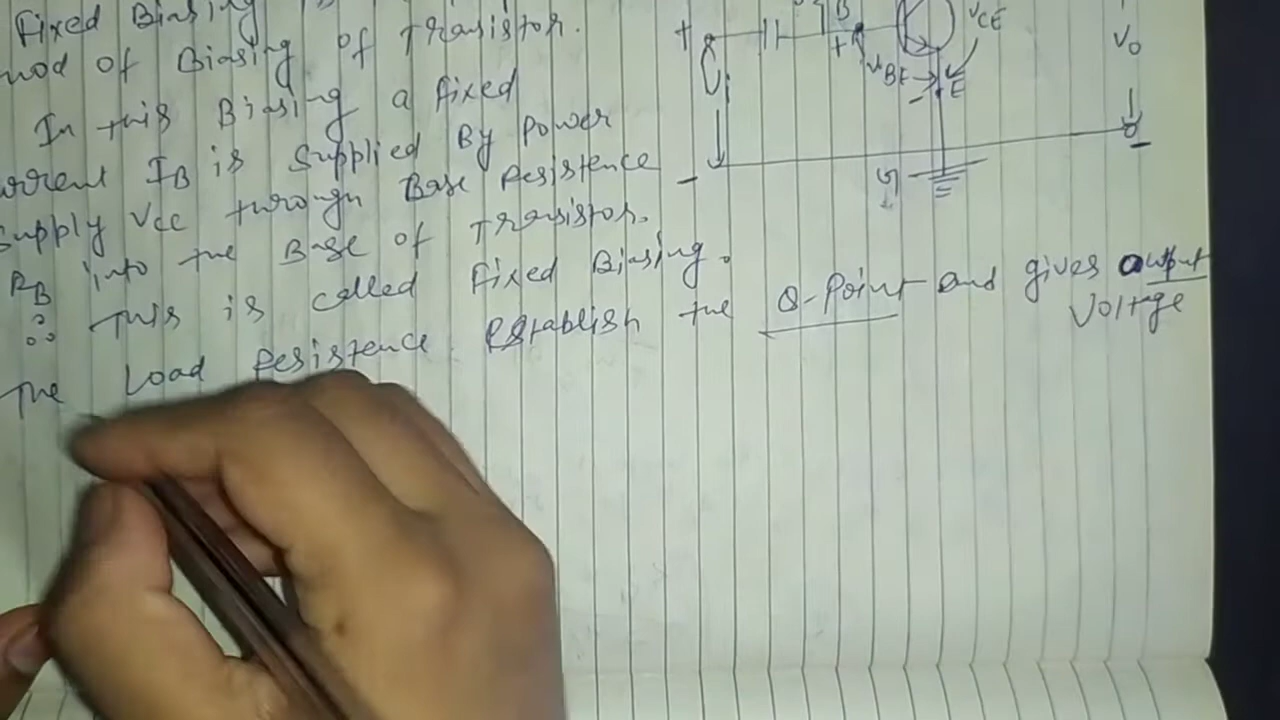 Fixed Biasing
of Biasing of Transistor.
In this Biasing a fixed
current IB is supplied By Power
Supply Vcc through Base Resistence
RB into the Base of Transistor.
∴ This is called Fixed Biasing.
The Load Resistence Establish the Q-Point and gives output
Voltge
+
B
+
VBE
-
E
VCE
Vo
-
-